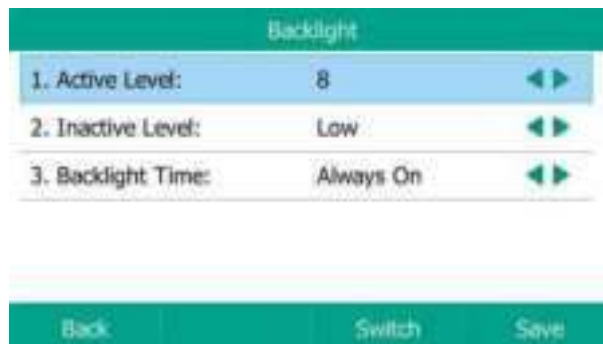 Backlight
1. Active Level: 8
2. Inactive Level: Low
3. Backlight Time: Always On
Back Switch Save